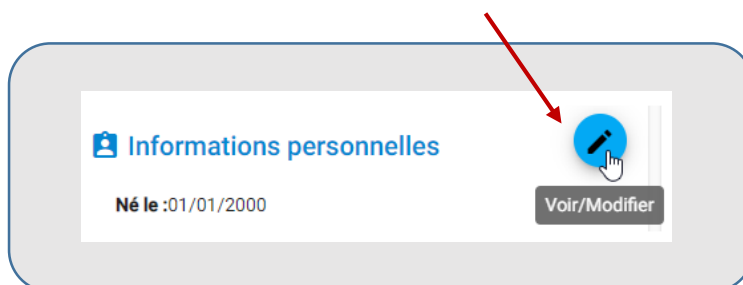 Informations personnelles
Né le :01/01/2000
Voir/Modifier